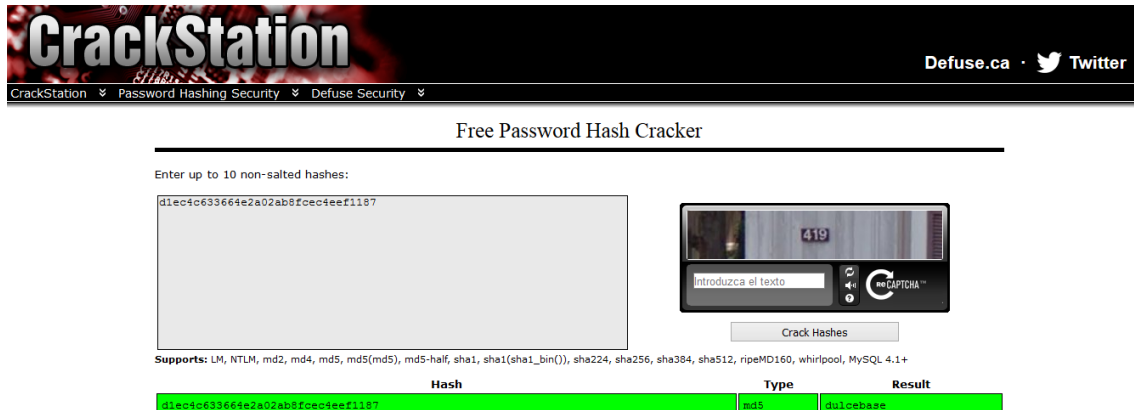 CrackStation
Defuse.ca · Twitter
CrackStation Password Hashing Security Defuse Security
Free Password Hash Cracker
Enter up to 10 non-salted hashes:
d1ec4c633664e2a02ab8fcec4eef1187
419
Introduzca el texto
ReCAPTCHA™
Crack Hashes
Supports: LM, NTLM, md2, md4, md5, md5(md5), md5-half, sha1, sha1(sha1_bin()), sha224, sha256, sha384, sha512, ripeMD160, whirlpool, MySQL 4.1+
Hash Type Result
d1ec4c633664e2a02ab8fcec4eef1187 md5 dulcebase